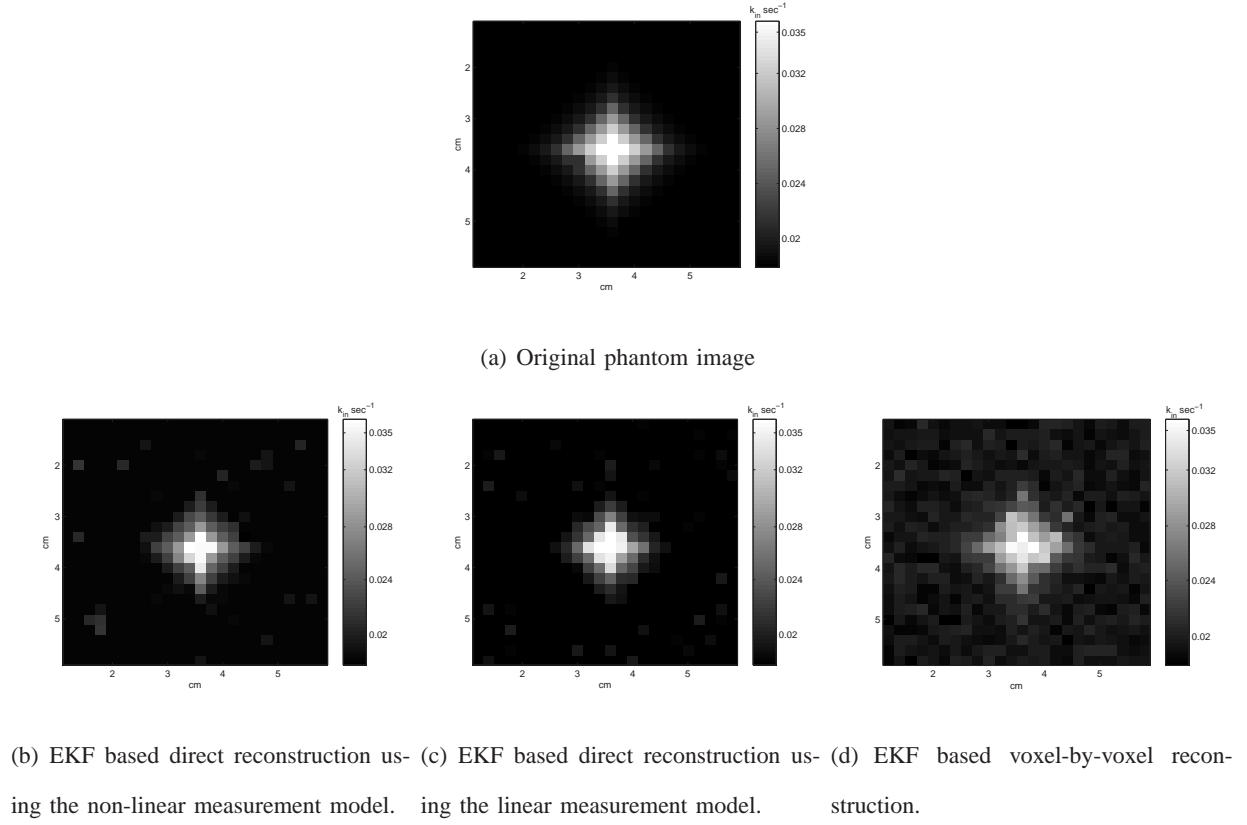 k_in sec⁻¹
0.035
0.032
0.028
0.024
0.02
2
3
4
5
cm
2 3 4 5
cm
(a) Original phantom image
k_in sec⁻¹
0.035
0.032
0.028
0.024
0.02
2
3
4
5
cm
2 3 4 5
cm
k_in sec⁻¹
0.035
0.032
0.028
0.024
0.02
2
3
4
5
cm
2 3 4 5
cm
k_in sec⁻¹
0.035
0.032
0.028
0.024
0.02
2
3
4
5
cm
2 3 4 5
cm
(b) EKF based direct reconstruction us-
ing the non-linear measurement model.
(c) EKF based direct reconstruction us-
ing the linear measurement model.
(d) EKF based voxel-by-voxel recon-
struction.